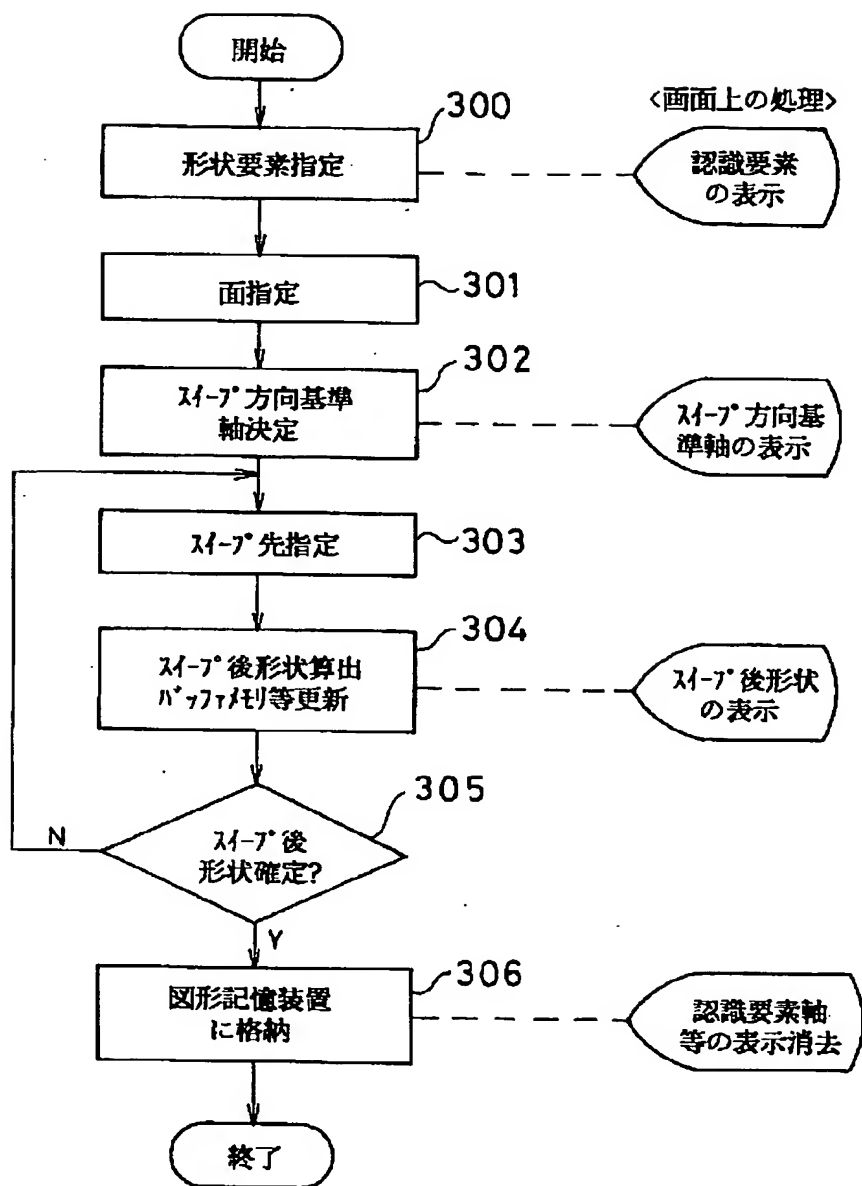 開始
300
<画面上の処理>
形状要素指定
認識要素
の表示
面指定
301
302
ｽｲｰﾌﾟ方向基準
軸決定
ｽｲｰﾌﾟ方向基
準軸の表示
ｽｲｰﾌﾟ先指定
303
304
ｽｲｰﾌﾟ後形状算出
ﾊﾞｯﾌｧﾒﾓﾘ等更新
ｽｲｰﾌﾟ後形状
の表示
305
N
ｽｲｰﾌﾟ後
形状確定?
Y
306
図形記憶装置
に格納
認識要素軸
等の表示消去
終了